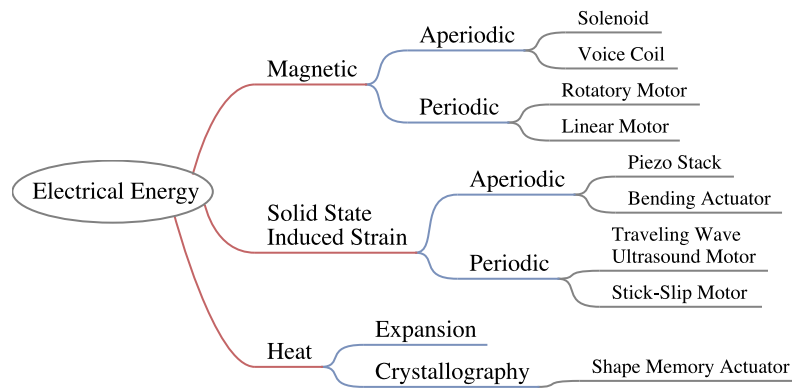 Electrical Energy
Magnetic
Aperiodic
Solenoid
Voice Coil
Periodic
Rotatory Motor
Linear Motor
Solid State
Induced Strain
Aperiodic
Piezo Stack
Bending Actuator
Periodic
Traveling Wave
Ultrasound Motor
Stick-Slip Motor
Heat
Expansion
Crystallography
Shape Memory Actuator